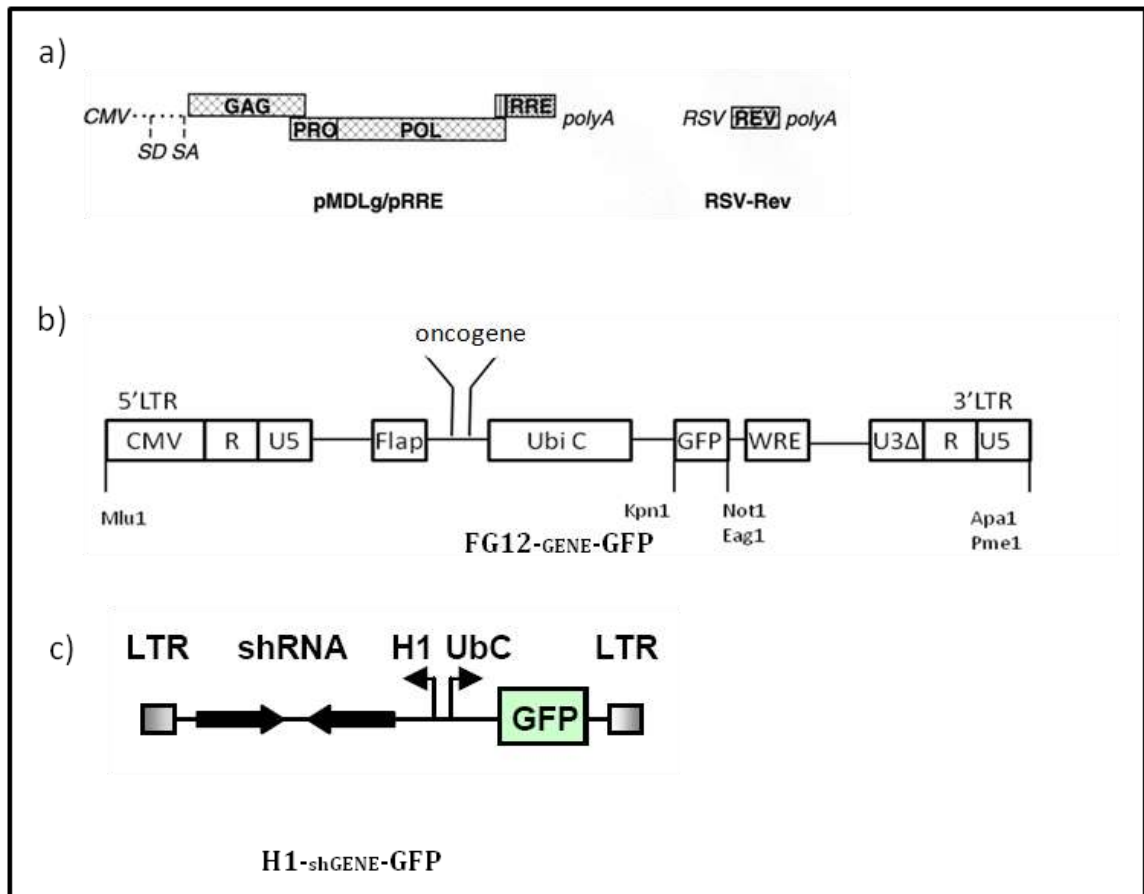 a)
CMV GAG PRO POL RRE polyA
SD SA
RSV REV polyA
pMDLg/pRRE RSV-Rev
b)
oncogene
5'LTR 3'LTR
CMV R U5 Flap Ubi C GFP WRE U3Δ R U5
Mlu1 Kpn1 Not1 Apa1
Eag1 Pme1
FG12-GENE-GFP
c)
LTR shRNA H1 UbC LTR
GFP
H1-shGENE-GFP